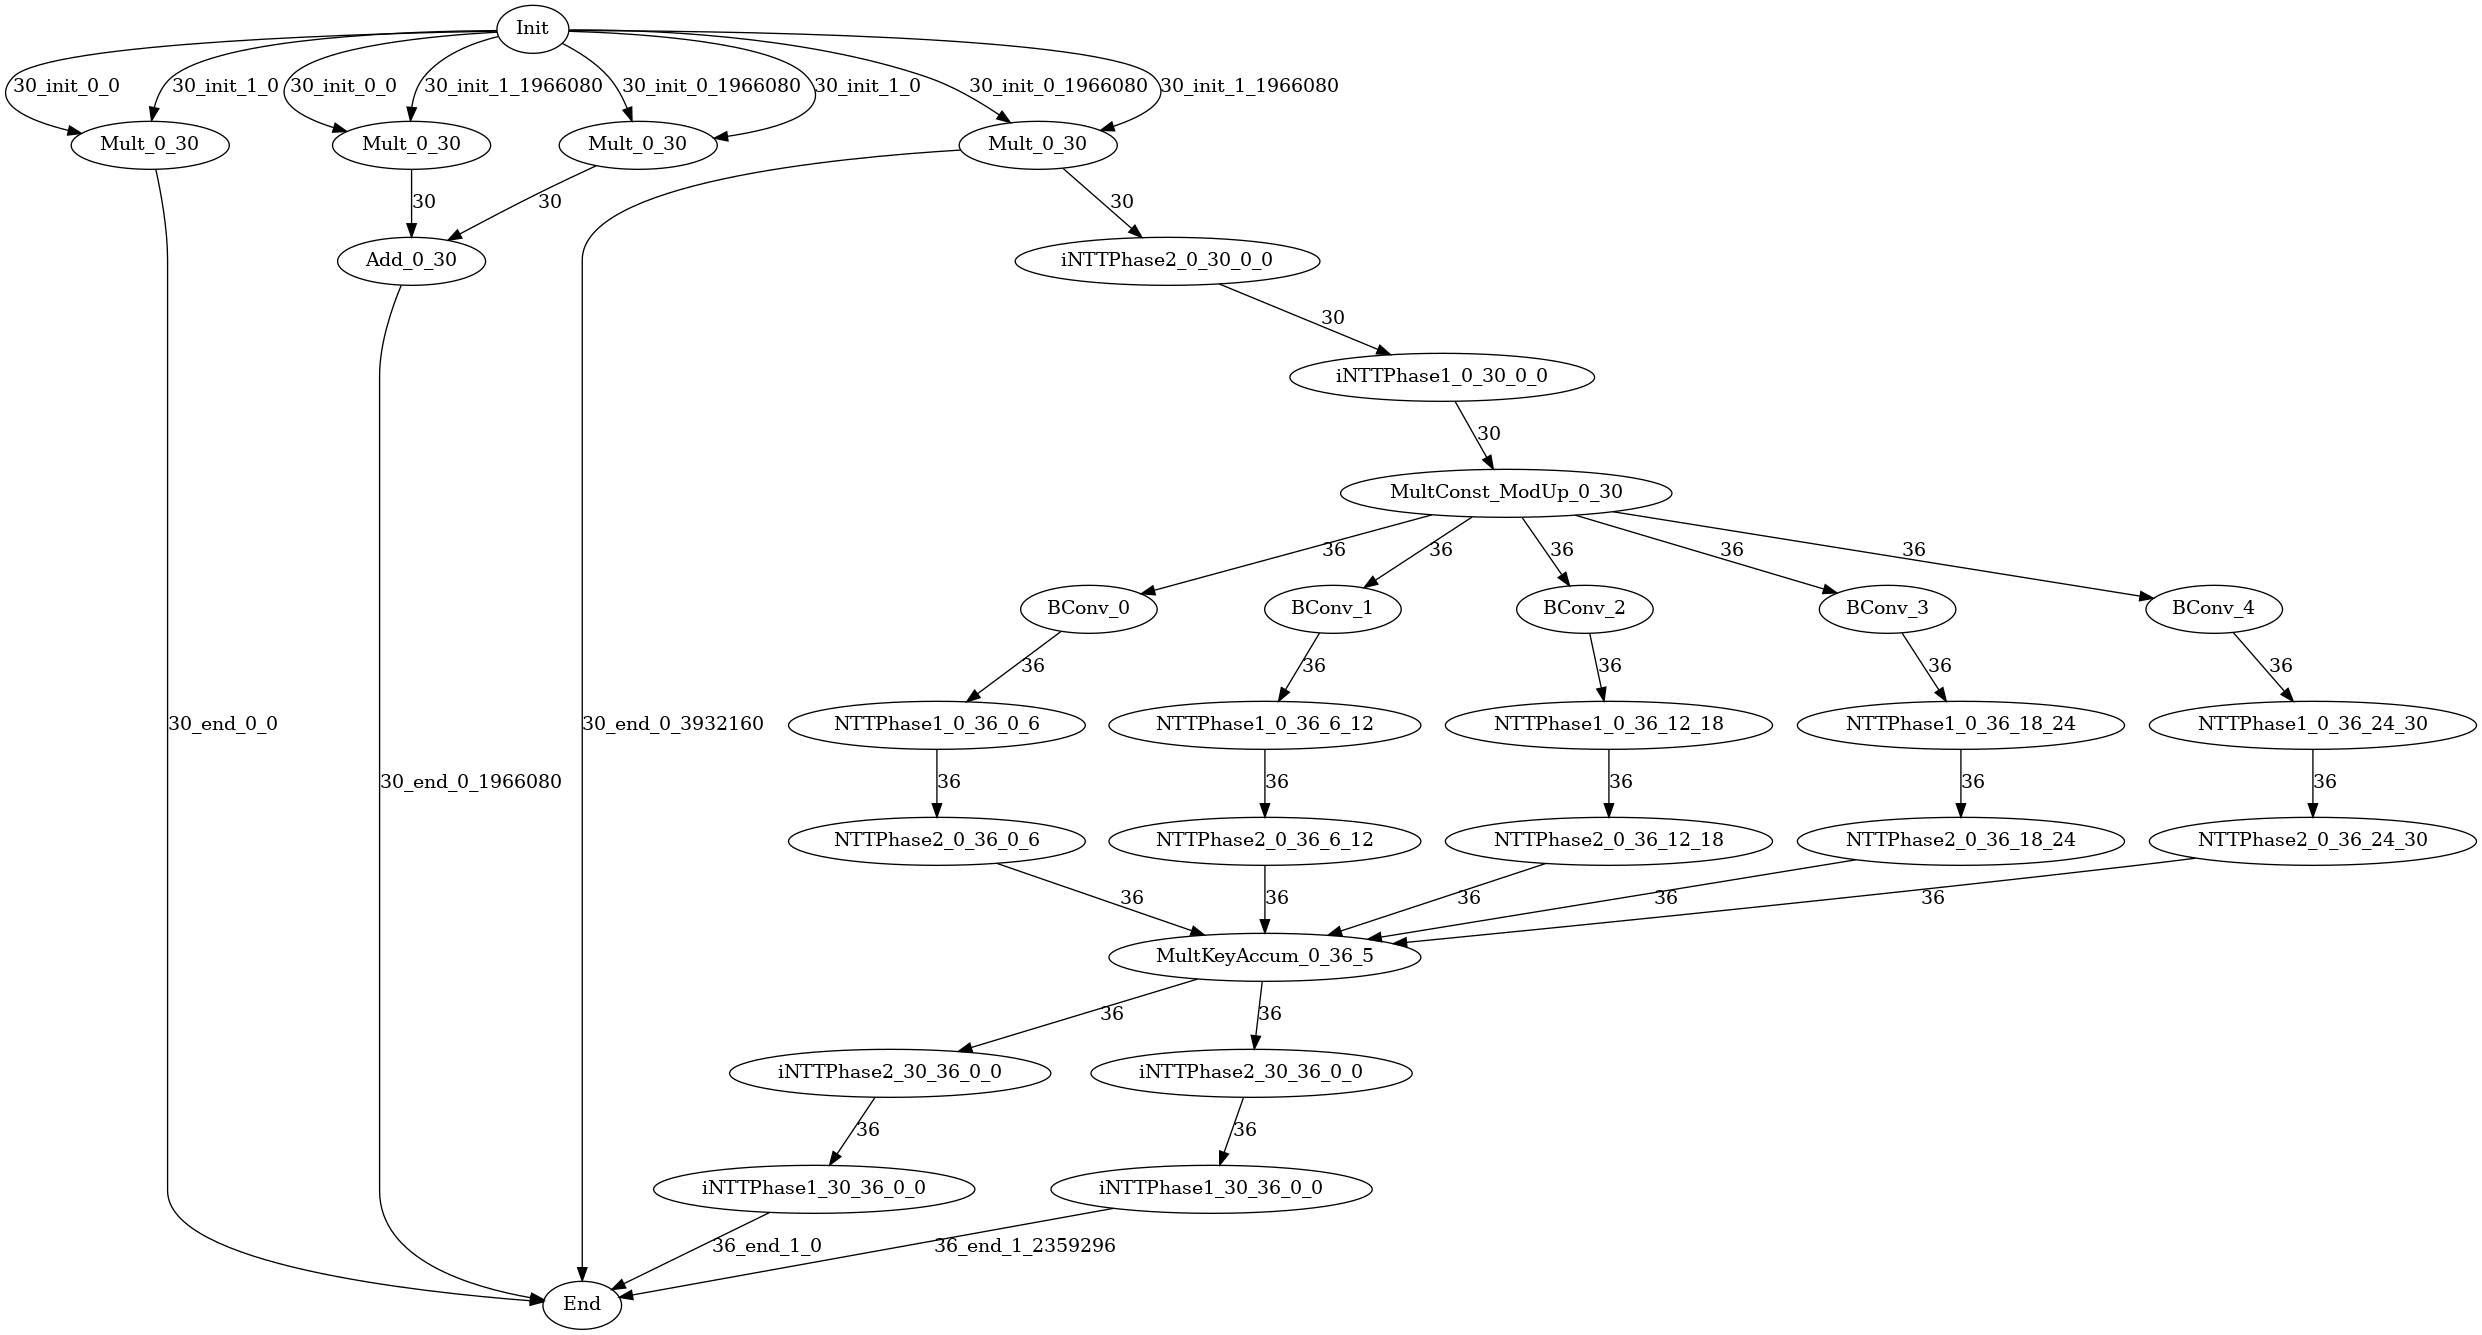 Init
30_init_0_0
30_init_1_0
30_init_0_0
30_init_1_1966080
30_init_0_1966080
30_init_1_0
30_init_0_1966080
30_init_1_1966080
Mult_0_30
Mult_0_30
Mult_0_30
Mult_0_30
30
30
30
Add_0_30
iNTTPhase2_0_30_0_0
30
iNTTPhase1_0_30_0_0
30
MultConst_ModUp_0_30
36
36
36
36
36
BConv_0
BConv_1
BConv_2
BConv_3
BConv_4
36
36
36
36
36
30_end_0_0
30_end_0_3932160
NTTPhase1_0_36_0_6
NTTPhase1_0_36_6_12
NTTPhase1_0_36_12_18
NTTPhase1_0_36_18_24
NTTPhase1_0_36_24_30
30_end_0_1966080
36
36
36
36
36
NTTPhase2_0_36_0_6
NTTPhase2_0_36_6_12
NTTPhase2_0_36_12_18
NTTPhase2_0_36_18_24
NTTPhase2_0_36_24_30
36
36
36
36
36
MultKeyAccum_0_36_5
36
36
iNTTPhase2_30_36_0_0
iNTTPhase2_30_36_0_0
36
36
iNTTPhase1_30_36_0_0
iNTTPhase1_30_36_0_0
36_end_1_0
36_end_1_2359296
End